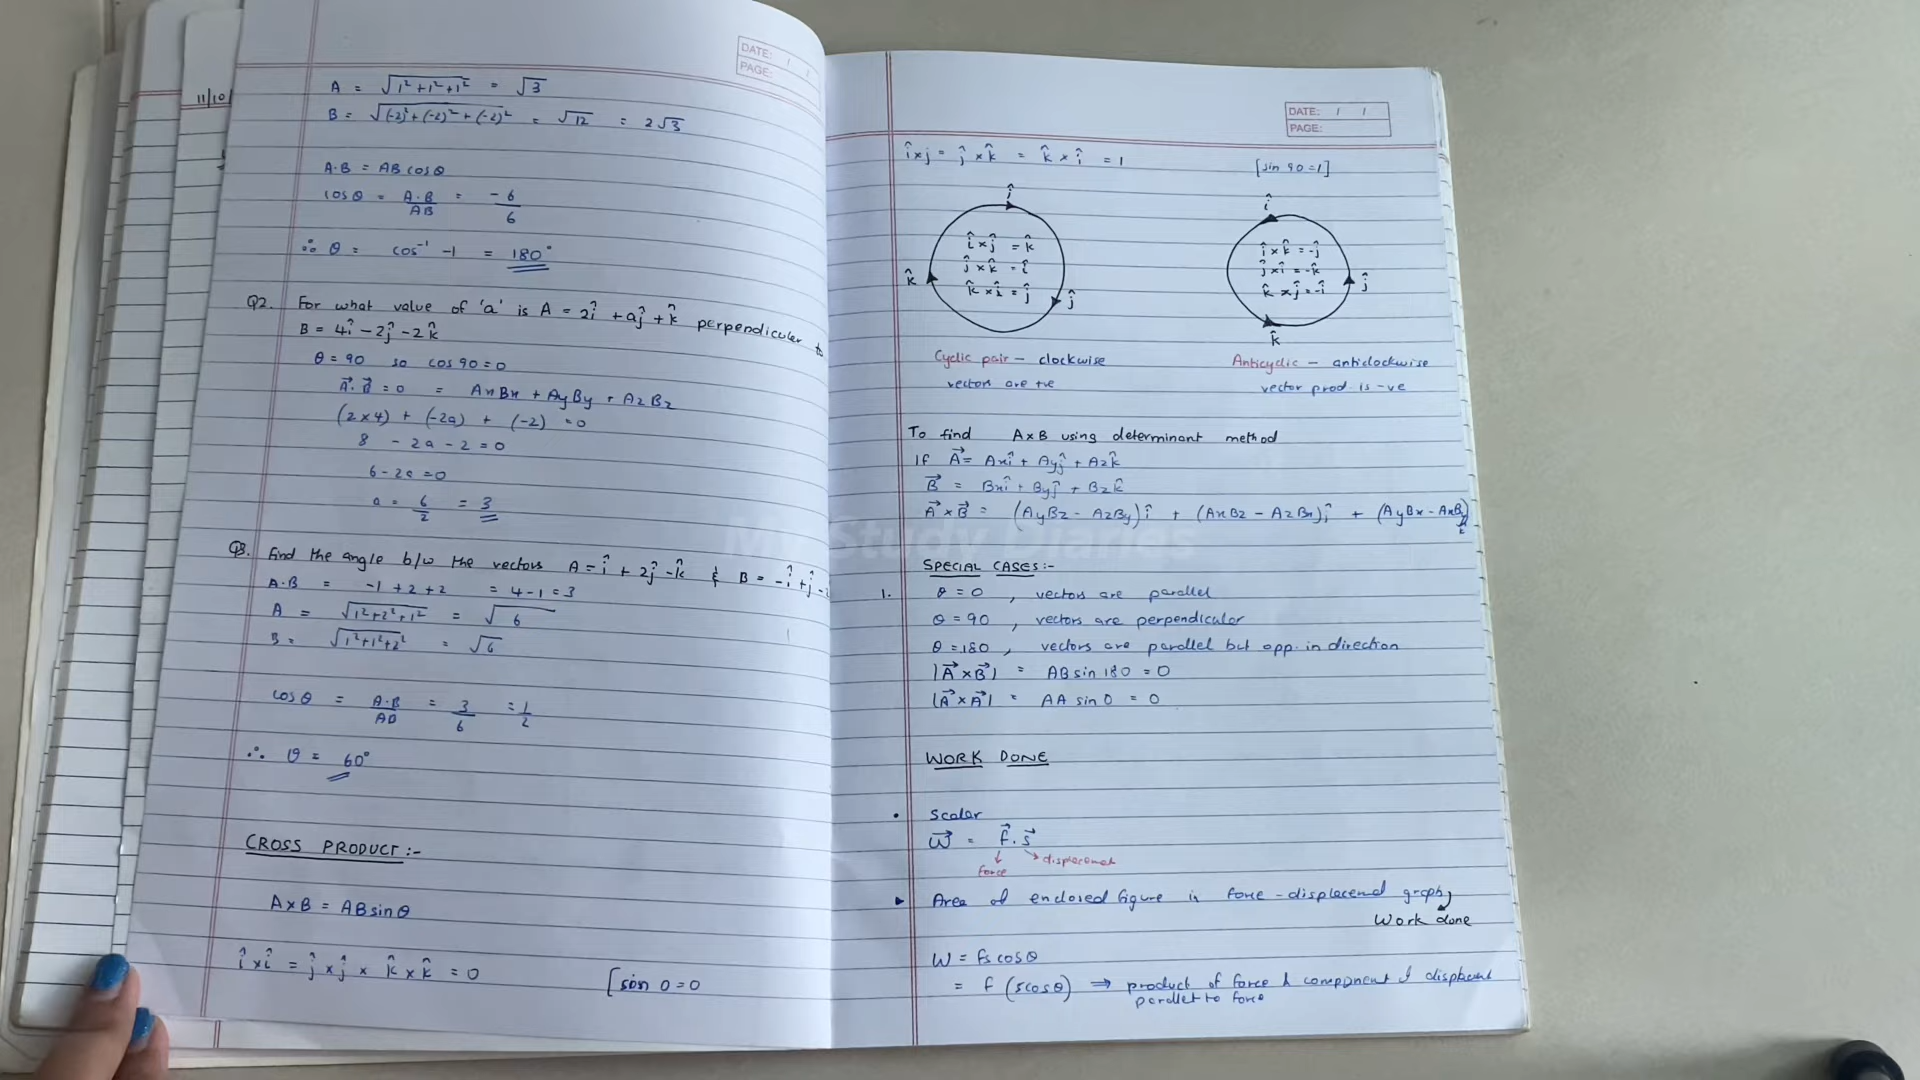 DATE: / /
PAGE:
11/10/
A = √1²+1²+1² = √3
B = √(-2)²+(-2)²+(-2)² = √12 = 2√3
A·B = AB cosθ
cosθ = A·B/AB = -6/6
∴ θ = cos⁻¹ -1 = 180°
Q2. For what value of 'a' is A = 2î + aĵ + k̂ perpendiculer to
B = 4î - 2ĵ - 2k̂
θ = 90 so cos 90 = 0
A⃗·B⃗ = 0 = AxBx + AyBy + AzBz
(2x4) + (-2a) + (-2) = 0
8 - 2a - 2 = 0
6 - 2a = 0
a = 6/2 = 3
Q3. Find the angle b/w the vectors A = î + 2ĵ - k̂ & B = -î + ĵ - 2
A·B = -1 + 2 + 2 = 4 - 1 = 3
A = √1²+2²+1² = √6
B = √1²+1²+2² = √6
cosθ = A·B/AB = 3/6 = 1/2
∴ θ = 60°
CROSS PRODUCT :-
A×B = AB sinθ
î×î = ĵ×ĵ × k̂×k̂ = 0 [sin 0=0
DATE: / /
PAGE:
î×j = ĵ×k̂ = k̂×î = 1 [sin 90=1]
î
î×ĵ = k̂
ĵ×k̂ = î
k̂×î = ĵ
k̂
ĵ
î
î×k̂ = -ĵ
ĵ×î = -k̂
k̂×ĵ = -î
ĵ
k̂
Cyclic pair - clockwise
vectors are +ve
Anticyclic - anticlockwise
vector prod. is -ve
To find A×B using determinant method
If A⃗ = Axî + Ayĵ + Azk̂
B⃗ = Bxî + Byĵ + Bzk̂
A⃗×B⃗ = (AyBz - AzBy)î + (AxBz - AzBx)ĵ + (AyBx - AxBy)k̂
My Study Diaries
SPECIAL CASES:-
1. θ = 0, vectors are parallel
θ = 90, vectors are perpendicular
θ = 180, vectors are parallel but opp. in direction
|A⃗×B⃗| = AB sin 180 = 0
|A⃗×A⃗| = AA sin 0 = 0
WORK DONE
• Scalar
W⃗ = f⃗.s⃗
force
displacemet
▸ Area of enclosed figure in force-displacemet graph,
Work done
W = fs cosθ
= f (s cosθ) ⇒ product of force & component of displacemet
parallel to force